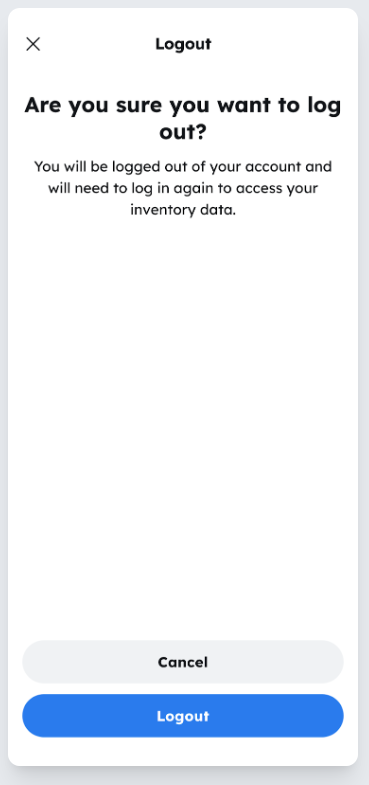 Logout
Are you sure you want to log
out?
You will be logged out of your account and
will need to log in again to access your
inventory data.
Cancel
Logout